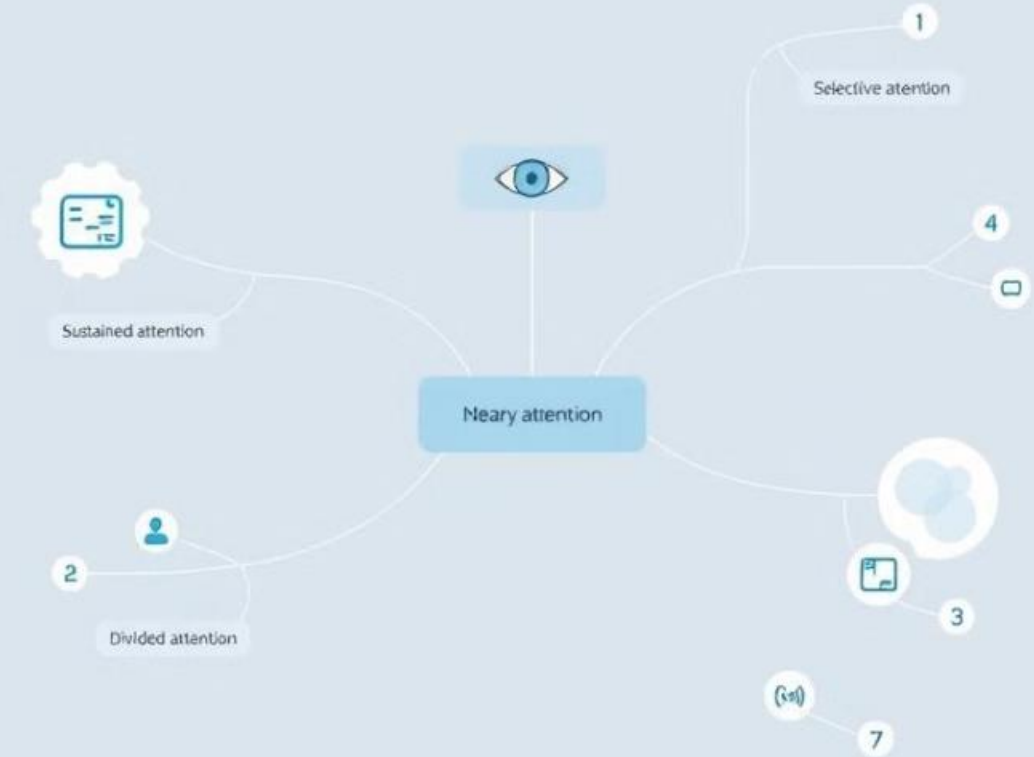 1
Selective atention
4
Sustained attention
Neary attention
2
Divided attention
3
7